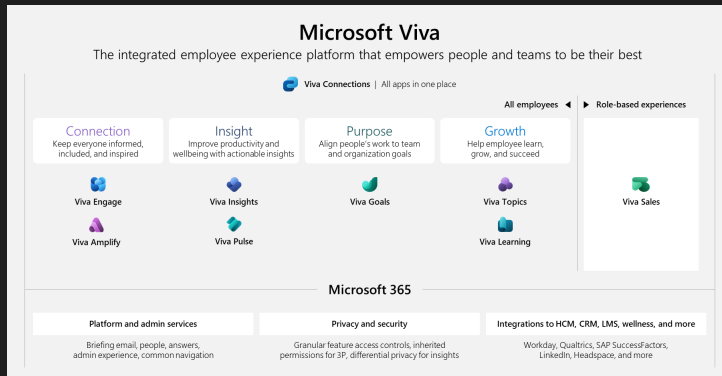 Microsoft Viva
The integrated employee experience platform that empowers people and teams to be their best
Viva Connections | All apps in one place
All employees ◀ ▶ Role-based experiences
Connection
Keep everyone informed,
included, and inspired
Insight
Improve productivity and
wellbeing with actionable insights
Purpose
Align people's work to team
and organization goals
Growth
Help employee learn,
grow, and succeed
Viva Engage
Viva Insights
Viva Goals
Viva Topics
Viva Sales
Viva Amplify
Viva Pulse
Viva Learning
Microsoft 365
Platform and admin services
Privacy and security
Integrations to HCM, CRM, LMS, wellness, and more
Briefing email, people, answers,
admin experience, common navigation
Granular feature access controls, inherited
permissions for 3P, differential privacy for insights
Workday, Qualtrics, SAP SuccessFactors,
LinkedIn, Headspace, and more